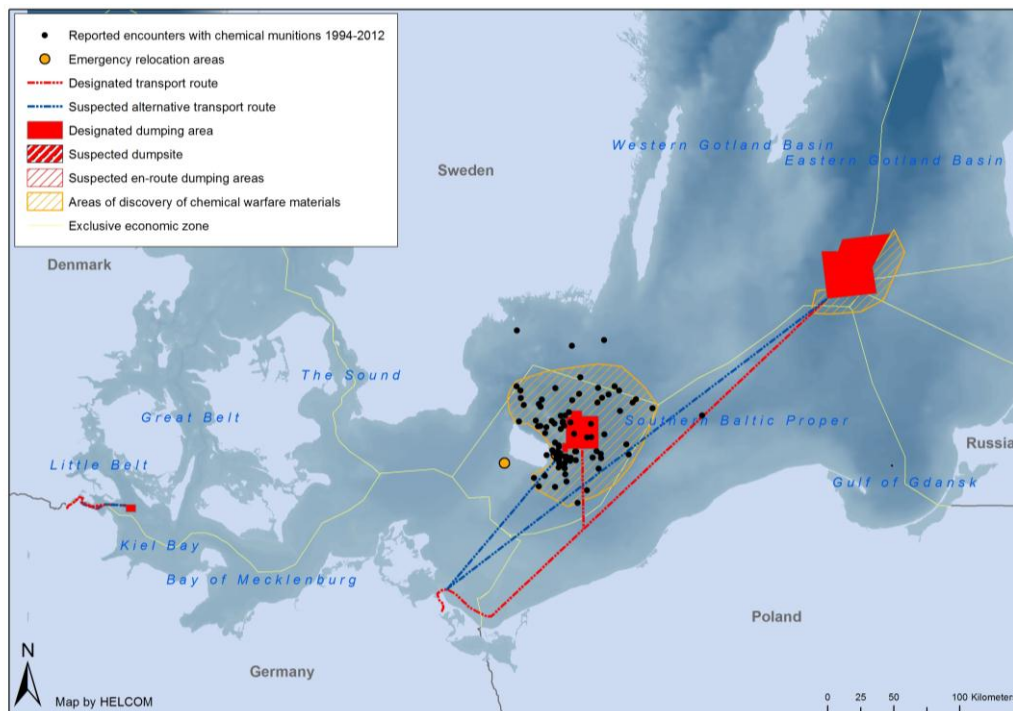 Reported encounters with chemical munitions 1994-2012
Emergency relocation areas
Designated transport route
Suspected alternative transport route
Designated dumping area
Suspected dumpsite
Suspected en-route dumping areas
Areas of discovery of chemical warfare materials
Exclusive economic zone
Western Gotland Basin
Eastern Gotland Basin
Sweden
Denmark
The Sound
Great Belt
Southern Baltic Proper
Russia
Little Belt
Gulf of Gdansk
Kiel Bay
Bay of Mecklenburg
Poland
Germany
N
Map by HELCOM
0 25 50 100 Kilometers